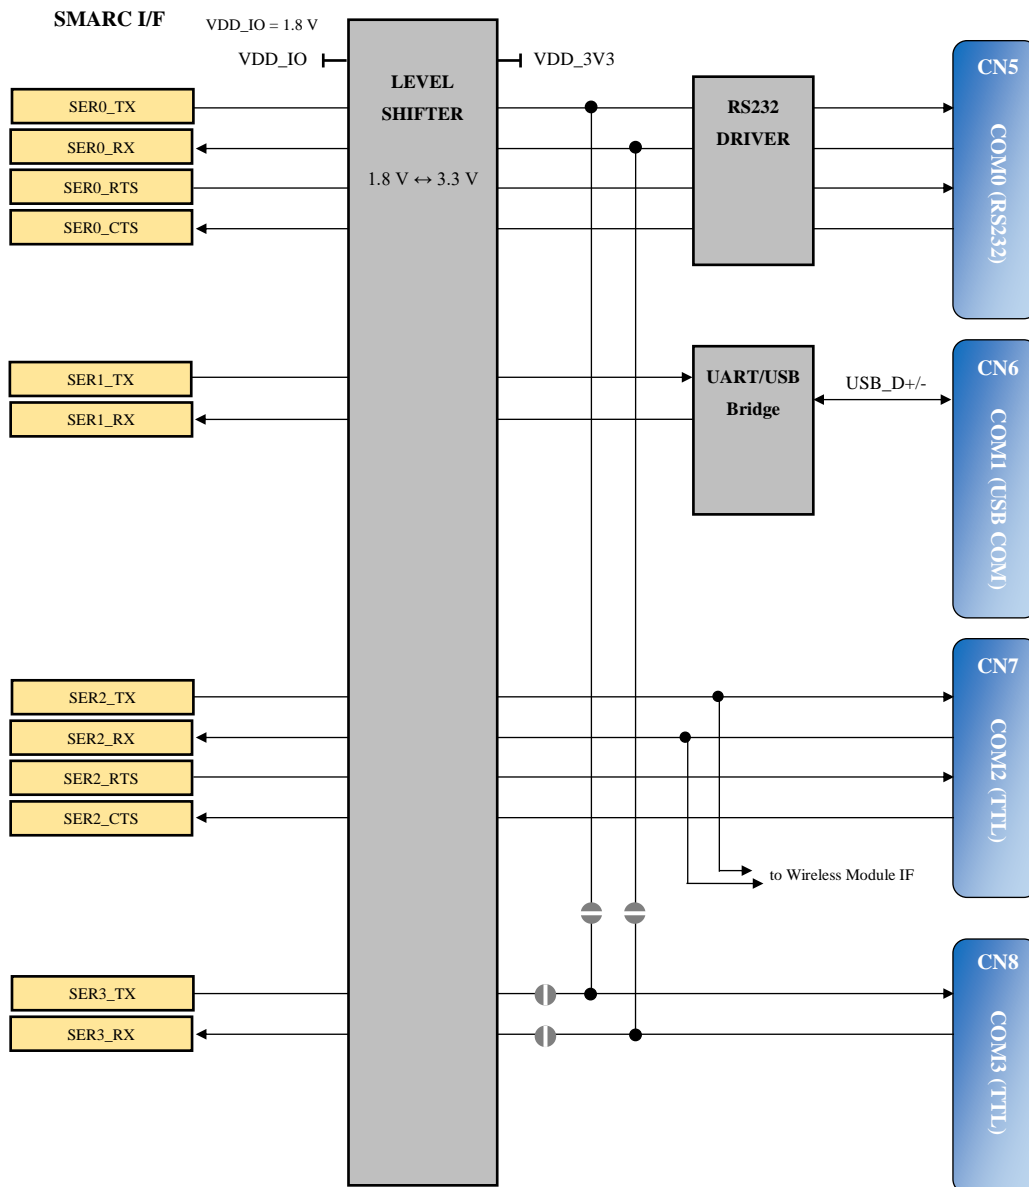 SMARC I/F
VDD_IO = 1.8 V
VDD_IO
VDD_3V3
LEVEL
SHIFTER
1.8 V ↔ 3.3 V
SER0_TX
SER0_RX
SER0_RTS
SER0_CTS
RS232
DRIVER
CN5
COM0 (RS232)
SER1_TX
SER1_RX
UART/USB
Bridge
USB_D+/-
CN6
COM1 (USB COM)
SER2_TX
SER2_RX
SER2_RTS
SER2_CTS
CN7
COM2 (TTL)
to Wireless Module IF
SER3_TX
SER3_RX
CN8
COM3 (TTL)